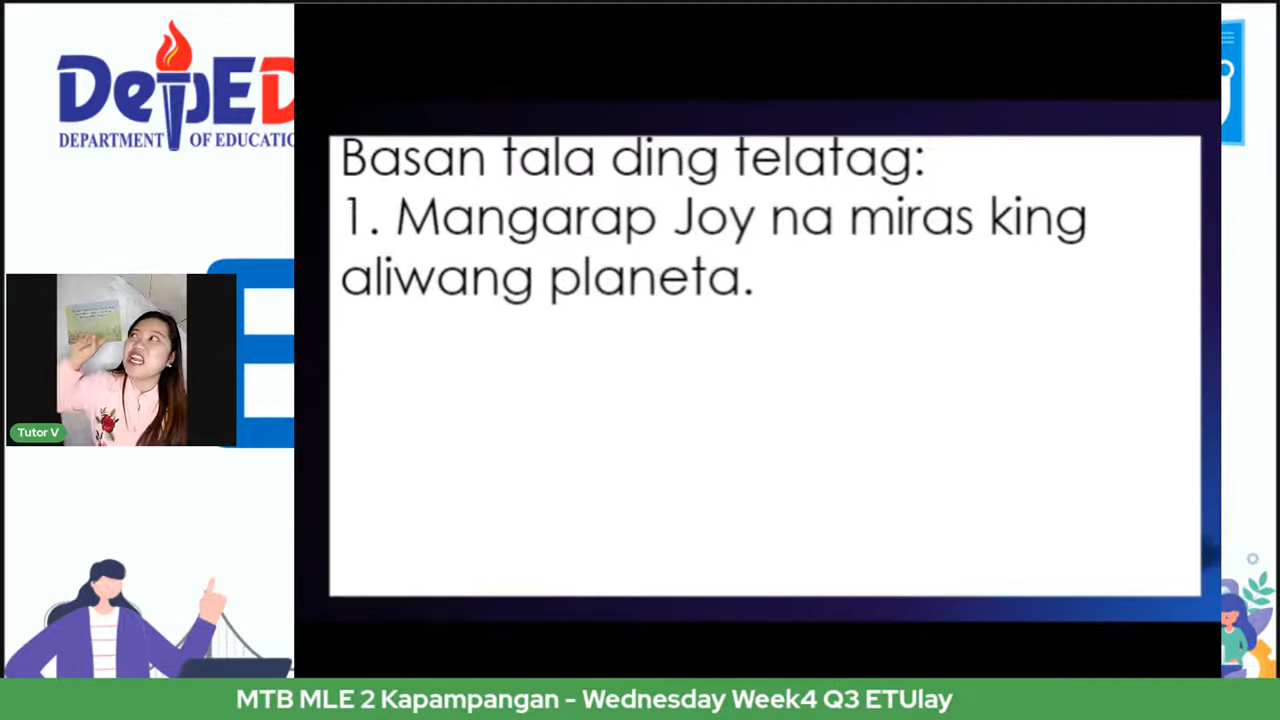 DepED
DEPARTMENT OF EDUCATIO
Basan tala ding telatag:
1. Mangarap Joy na miras king
aliwang planeta.
Tutor V
MTB MLE 2 Kapampangan - Wednesday Week4 Q3 ETUlay